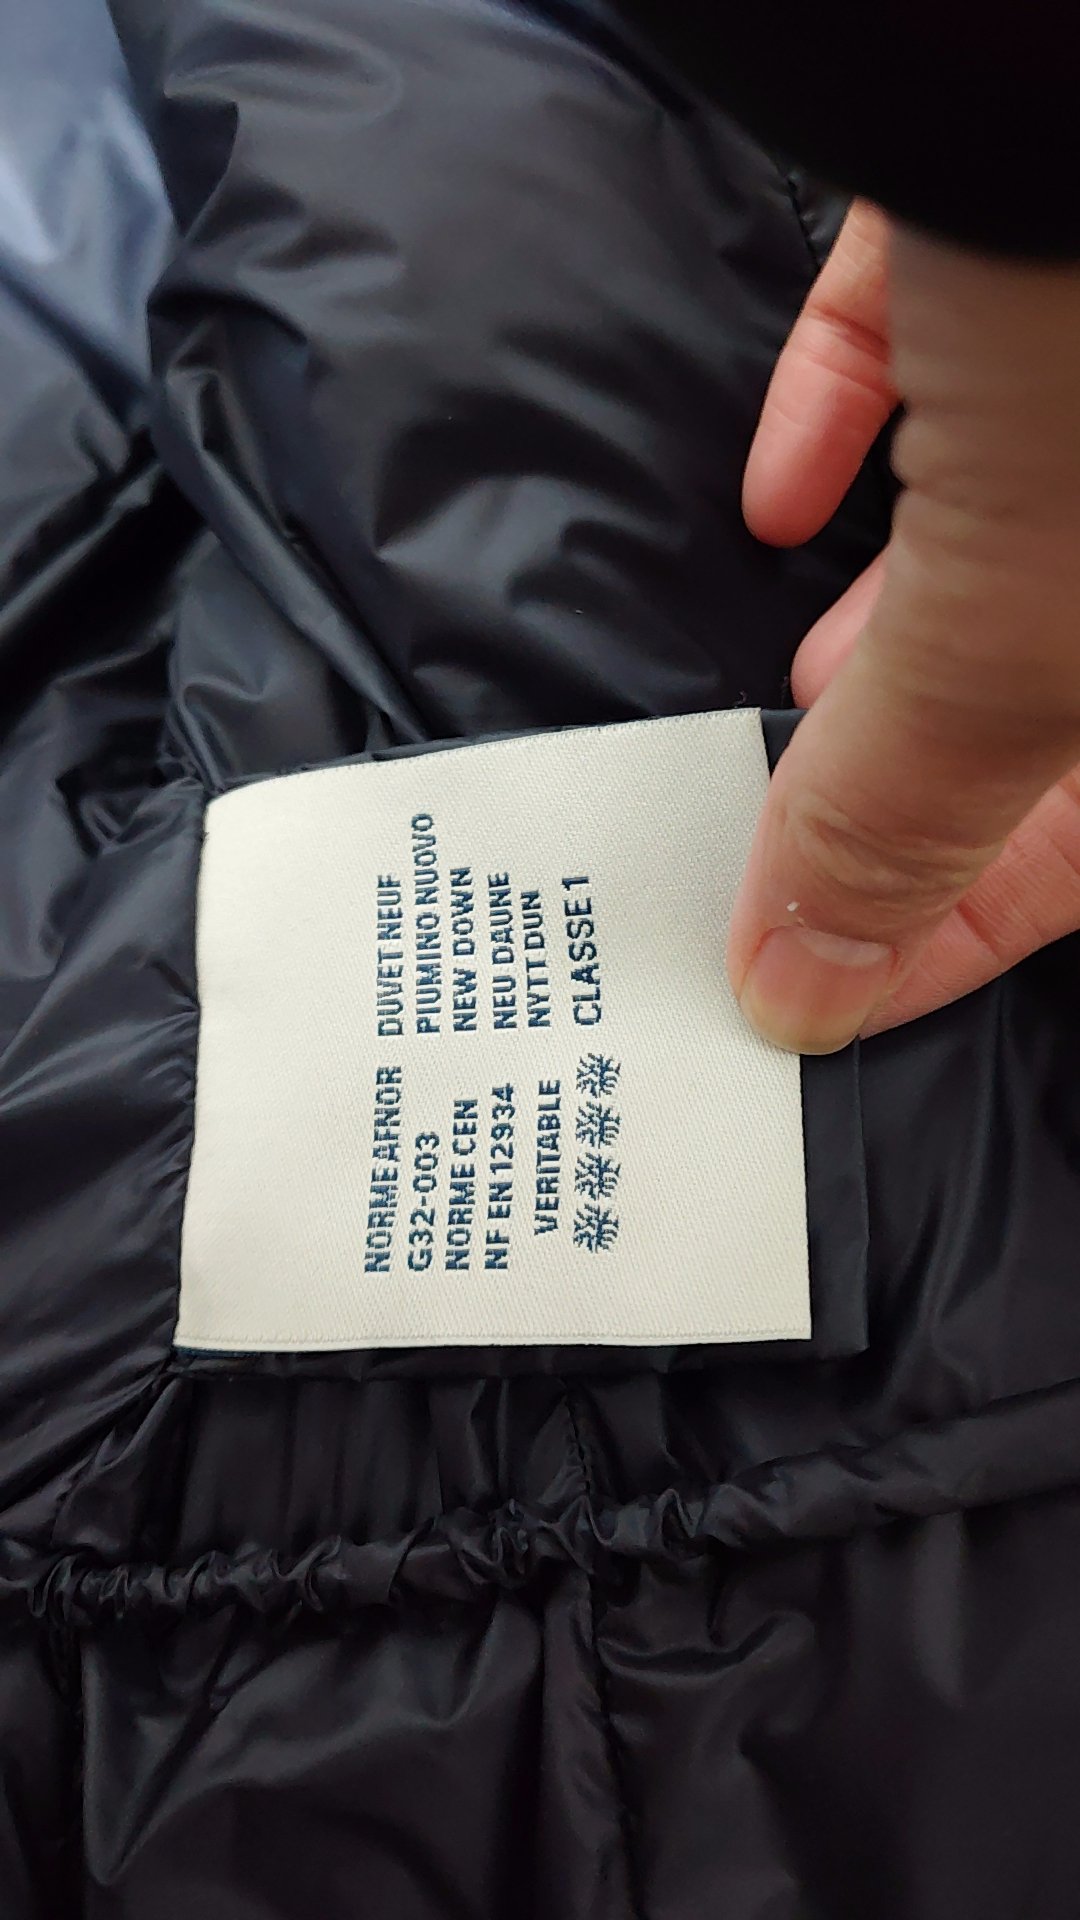 NORME AFNOR DUVET NEUF
G32-003 PIUMINO NUOVO
NORME CEN NEW DOWN
NF EN 12934 NEU DAUNE
VERITABLE NYTT DUN
CLASSE 1